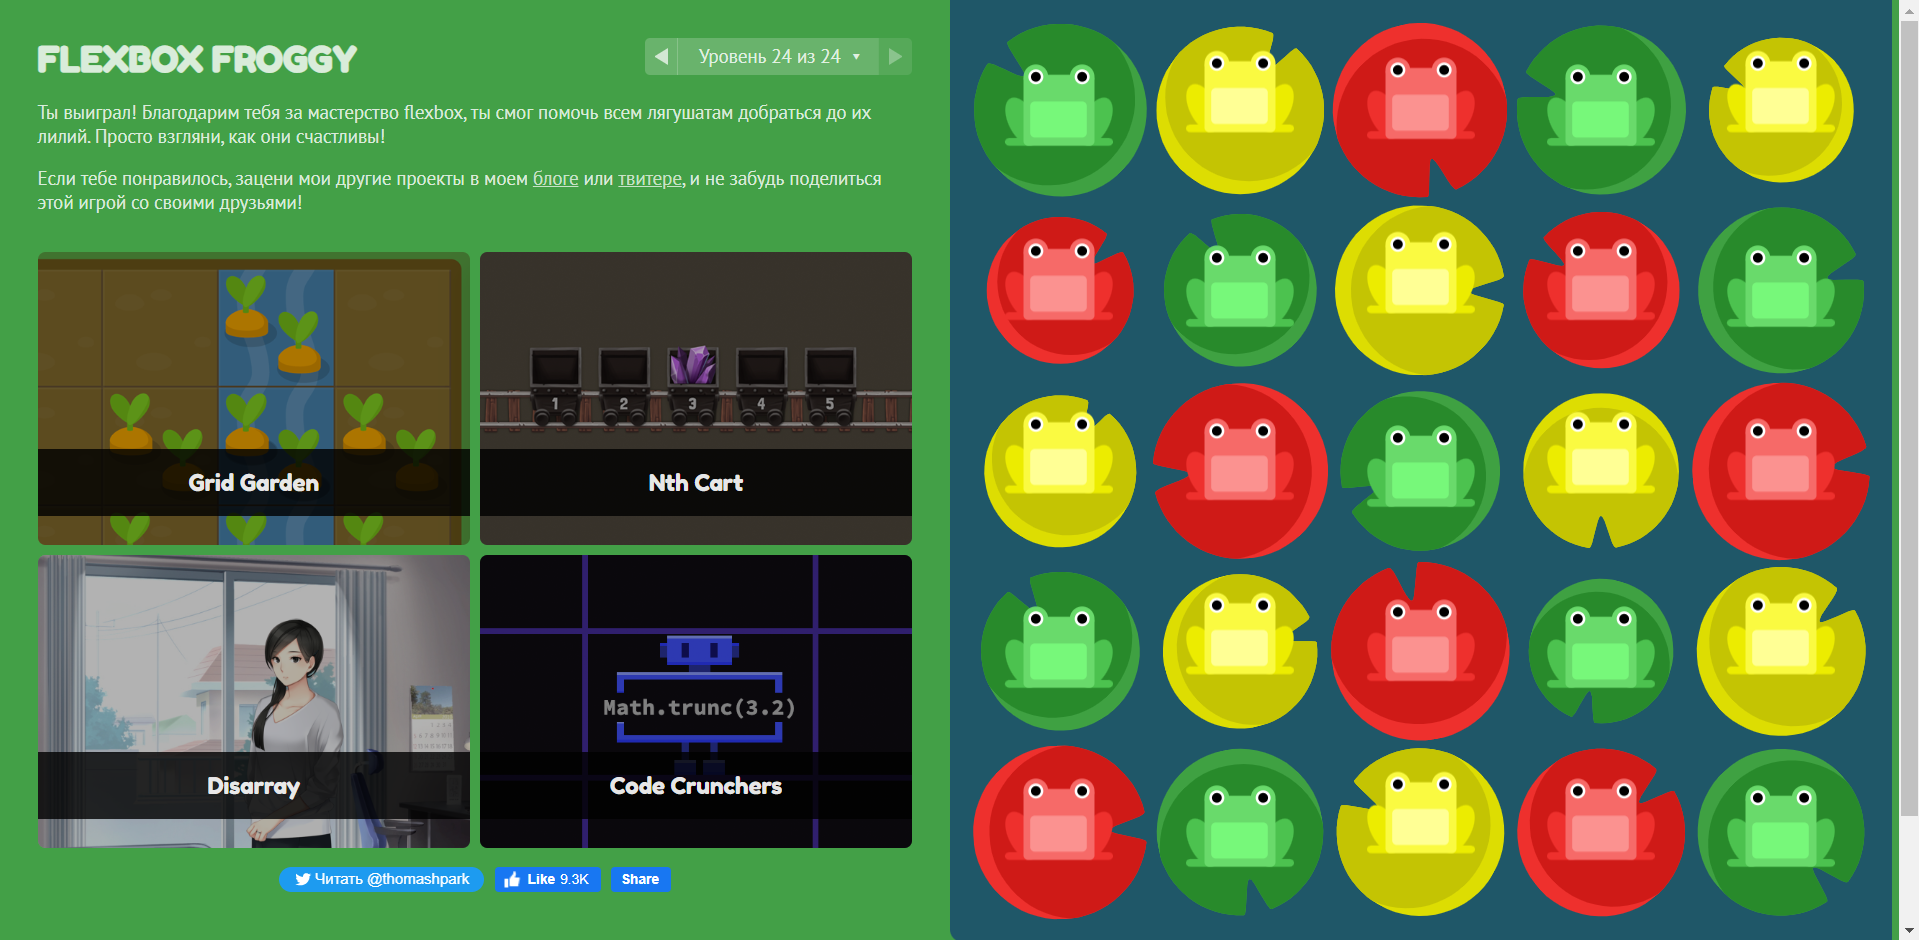 FLEXBOX FROGGY
Уровень 24 из 24
Ты выиграл! Благодарим тебя за мастерство flexbox, ты смог помочь всем лягушатам добраться до их
лилий. Просто взгляни, как они счастливы!
Если тебе понравилось, зацени мои другие проекты в моем блоге или твитере, и не забудь поделиться
этой игрой со своими друзьями!
1 2 3 4 5
Grid Garden
Nth Cart
Math.trunc(3.2)
Disarray
Code Crunchers
Читать @thomashpark
Like 9.3K
Share